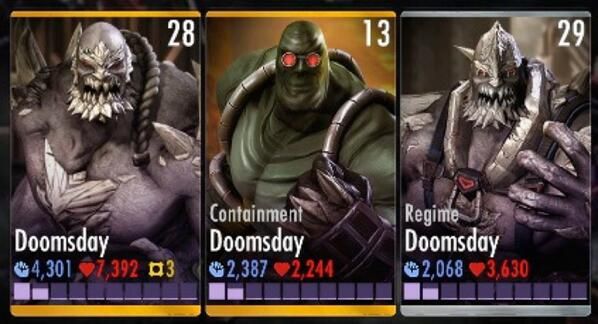 28
Doomsday
4,301 7,392 3
13
Containment
Doomsday
2,387 2,244
29
Regime
Doomsday
2,068 3,630